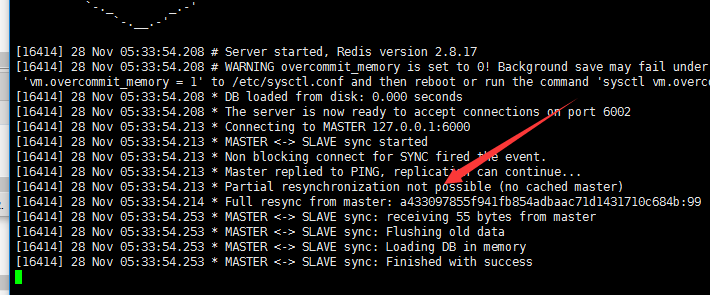 [16414] 28 Nov 05:33:54.208 # Server started, Redis version 2.8.17
[16414] 28 Nov 05:33:54.208 # WARNING overcommit_memory is set to 0! Background save may fail under
'vm.overcommit_memory = 1' to /etc/sysctl.conf and then reboot or run the command 'sysctl vm.overco
[16414] 28 Nov 05:33:54.208 * DB loaded from disk: 0.000 seconds
[16414] 28 Nov 05:33:54.208 * The server is now ready to accept connections on port 6002
[16414] 28 Nov 05:33:54.213 * Connecting to MASTER 127.0.0.1:6000
[16414] 28 Nov 05:33:54.213 * MASTER <-> SLAVE sync started
[16414] 28 Nov 05:33:54.213 * Non blocking connect for SYNC fired the event.
[16414] 28 Nov 05:33:54.213 * Master replied to PING, replication can continue...
[16414] 28 Nov 05:33:54.213 * Partial resynchronization not possible (no cached master)
[16414] 28 Nov 05:33:54.214 * Full resync from master: a433097855f941fb854adbaac71d1431710c684b:99
[16414] 28 Nov 05:33:54.253 * MASTER <-> SLAVE sync: receiving 55 bytes from master
[16414] 28 Nov 05:33:54.253 * MASTER <-> SLAVE sync: Flushing old data
[16414] 28 Nov 05:33:54.253 * MASTER <-> SLAVE sync: Loading DB in memory
[16414] 28 Nov 05:33:54.253 * MASTER <-> SLAVE sync: Finished with success